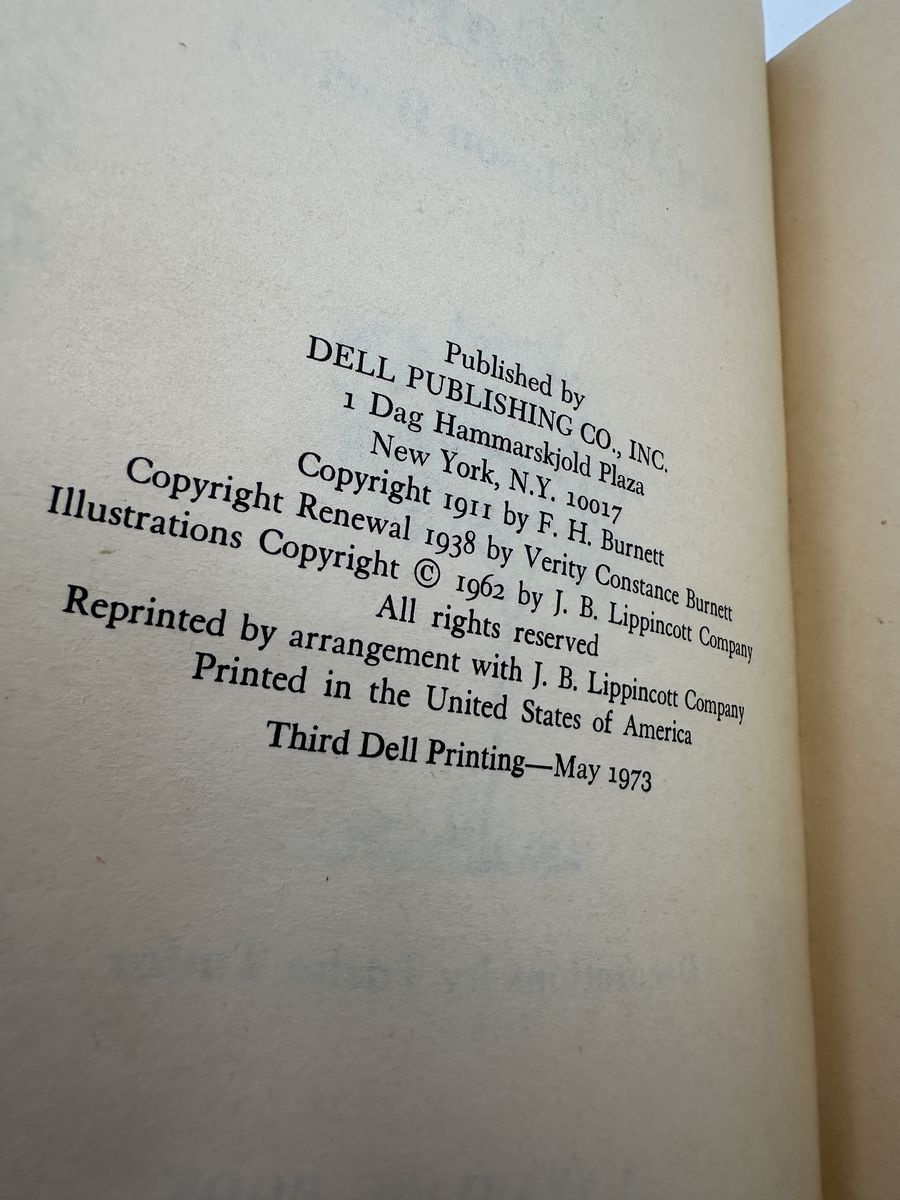 Published by
DELL PUBLISHING CO., INC.
1 Dag Hammarskjold Plaza
New York, N.Y. 10017
Copyright 1911 by F. H. Burnett
Copyright Renewal 1938 by Verity Constance Burnett
Illustrations Copyright © 1962 by J. B. Lippincott Company
All rights reserved
Reprinted by arrangement with J. B. Lippincott Company
Printed in the United States of America
Third Dell Printing—May 1973